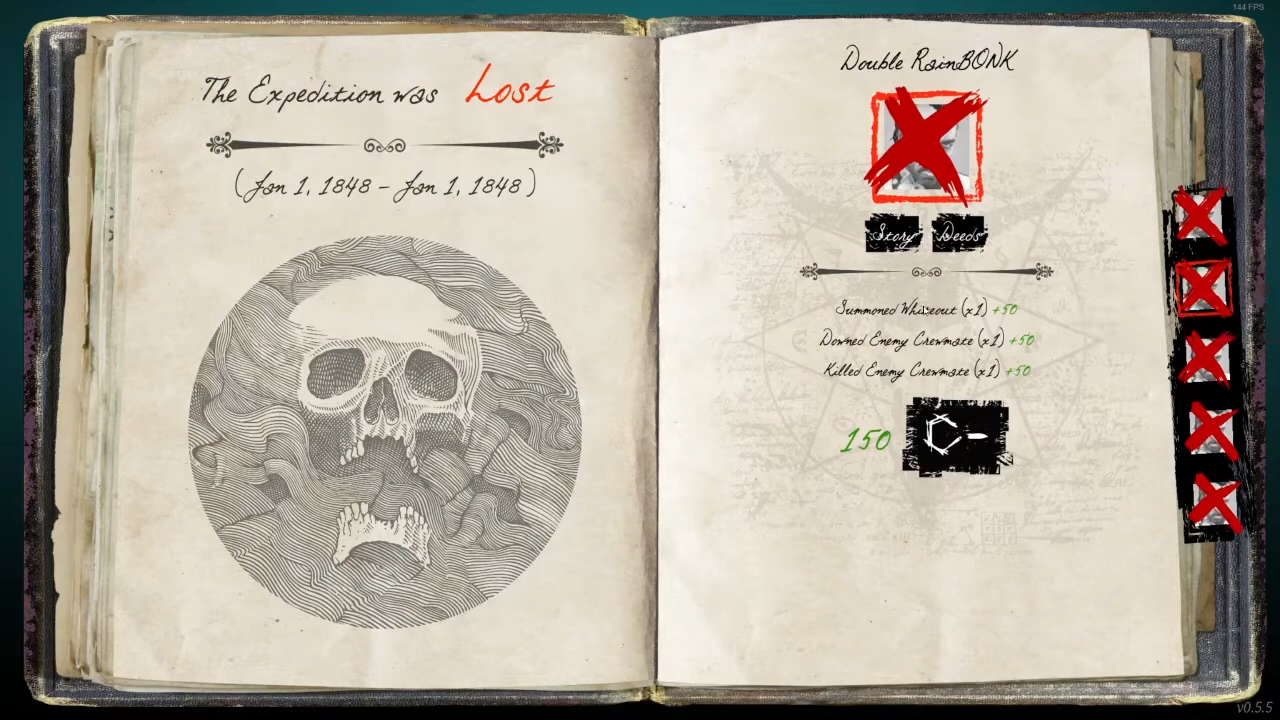 144 FPS
The Expedition was Lost
(Jan 1, 1848 - Jan 1, 1848)
Double RainBONK
Story Deeds
Summoned Whiteout (x1) +50
Downed Enemy Crewmate (x1) +50
Killed Enemy Crewmate (x1) +50
150 C-
v0.5.5